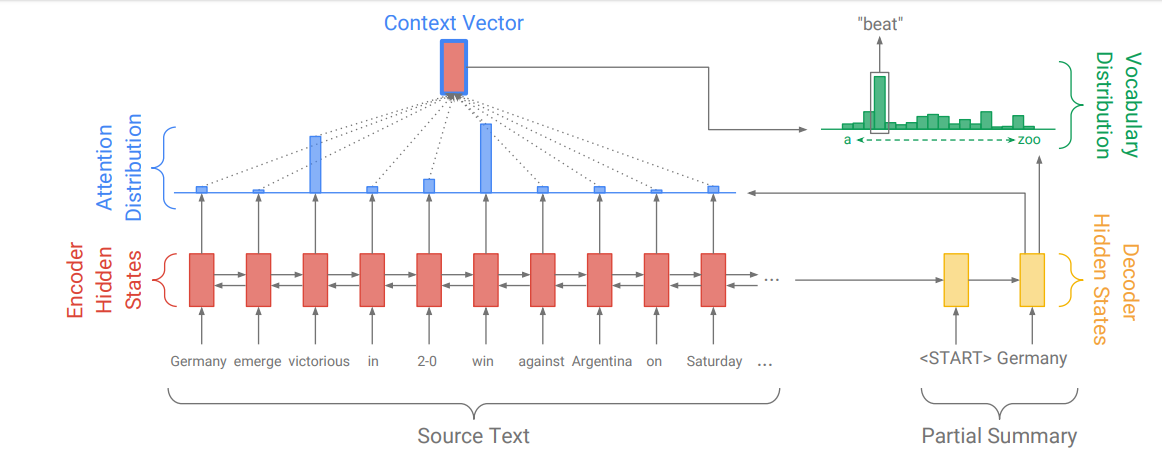 Context Vector
"beat"
Attention
Distribution
a
zoo
Vocabulary
Distribution
Encoder
Hidden
States
Decoder
Hidden States
Germany emerge victorious in 2-0 win against Argentina on Saturday ...
...
<START> Germany
Source Text
Partial Summary